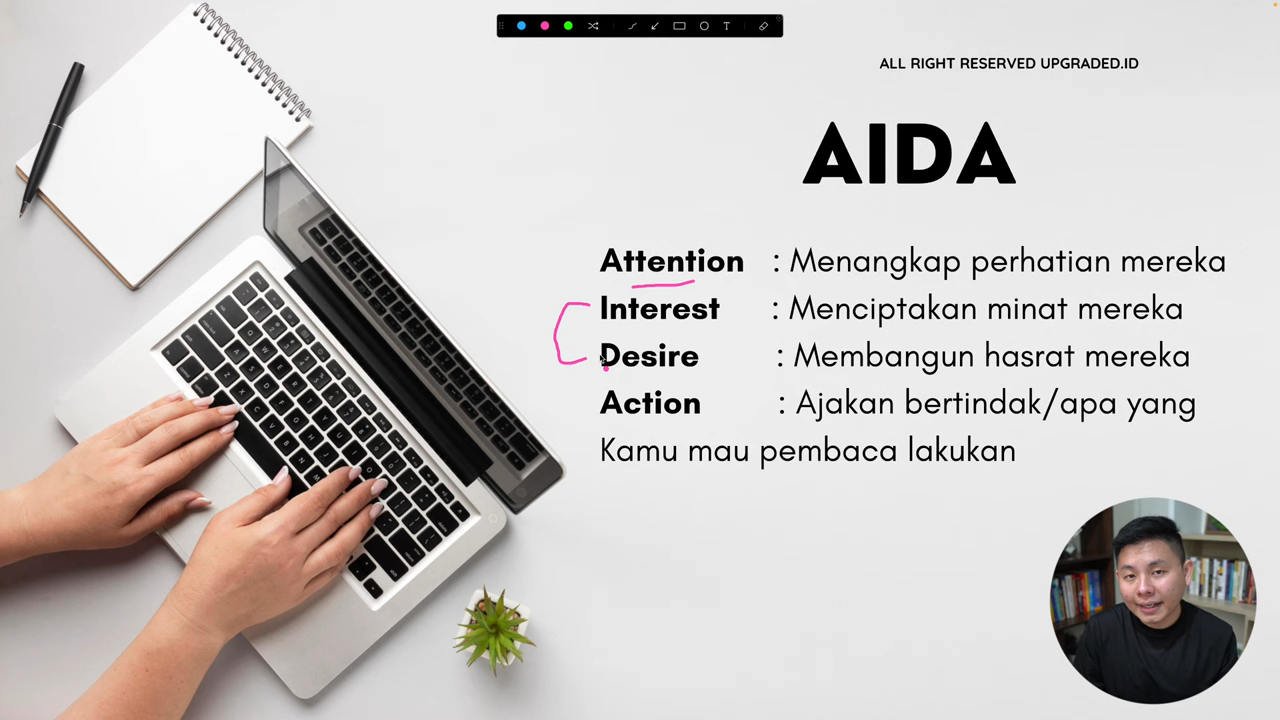 ALL RIGHT RESERVED UPGRADED.ID
AIDA
Attention : Menangkap perhatian mereka
Interest : Menciptakan minat mereka
Desire : Membangun hasrat mereka
Action : Ajakan bertindak/apa yang
Kamu mau pembaca lakukan